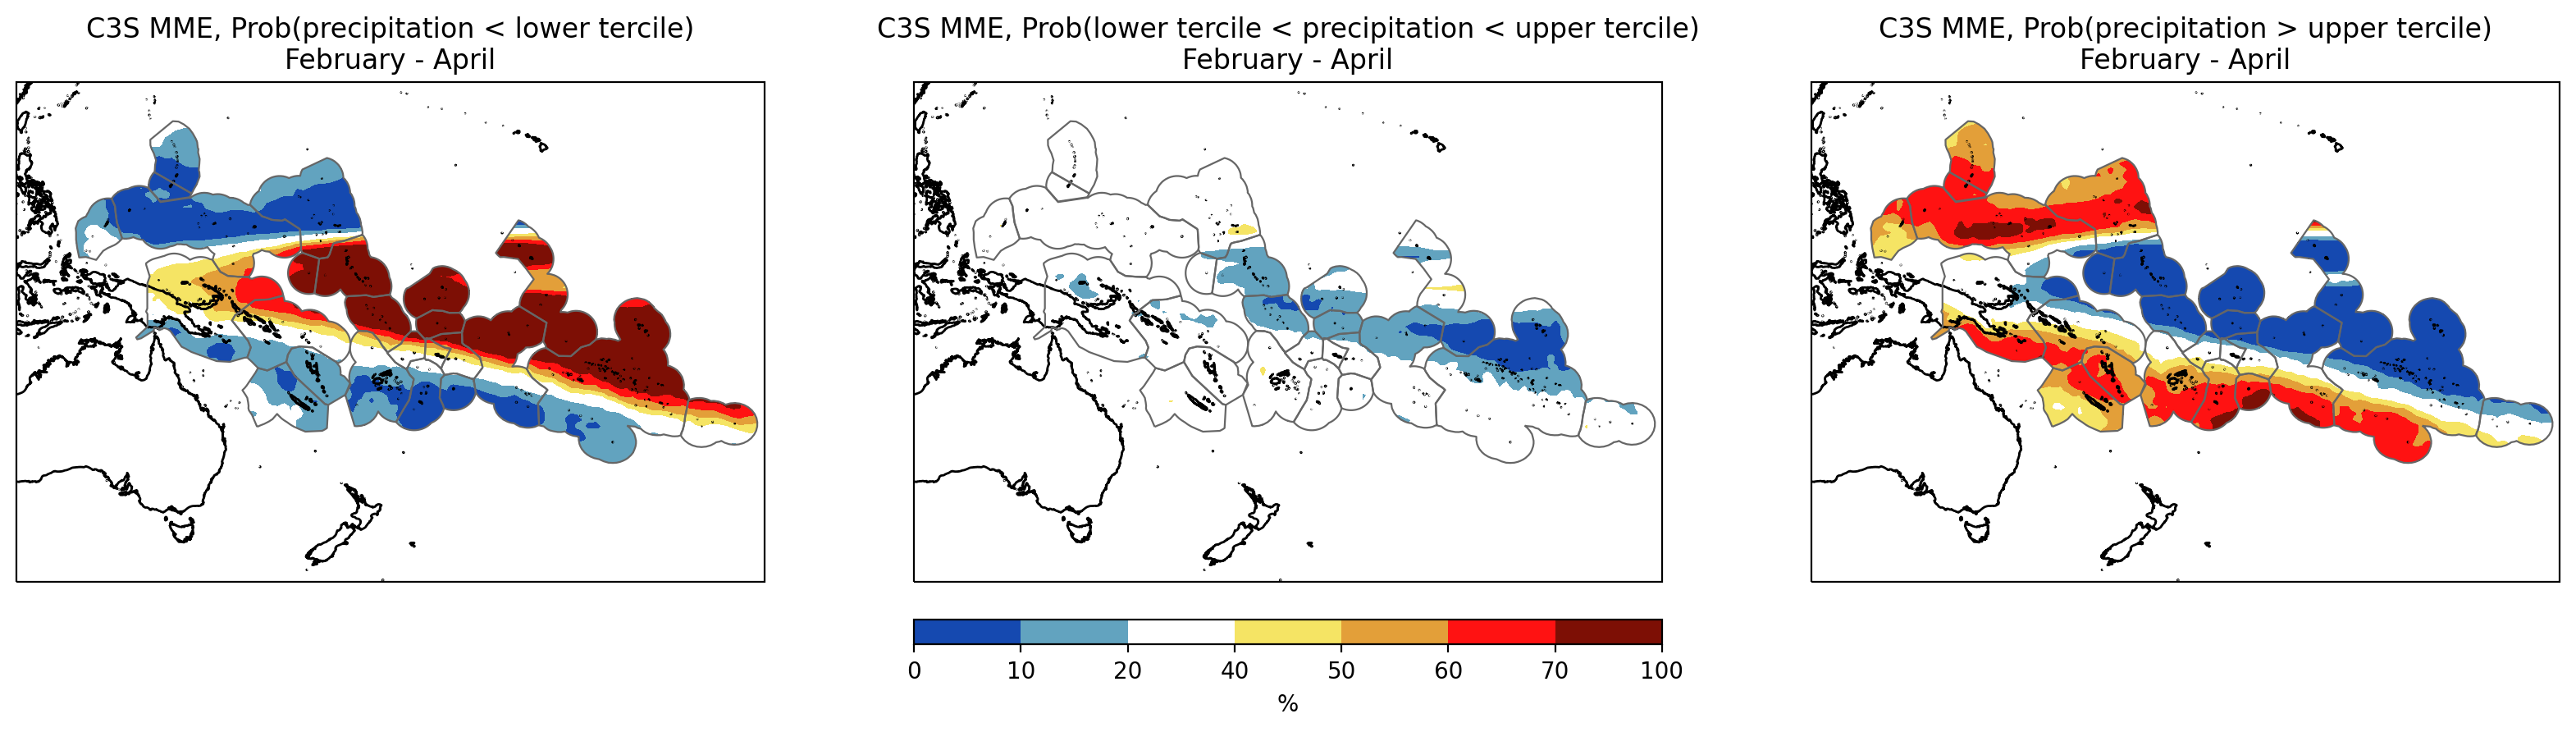 C3S MME, Prob(precipitation < lower tercile)
February - April
C3S MME, Prob(lower tercile < precipitation < upper tercile)
February - April
C3S MME, Prob(precipitation > upper tercile)
February - April
0 10 20 40 50 60 70 100
%